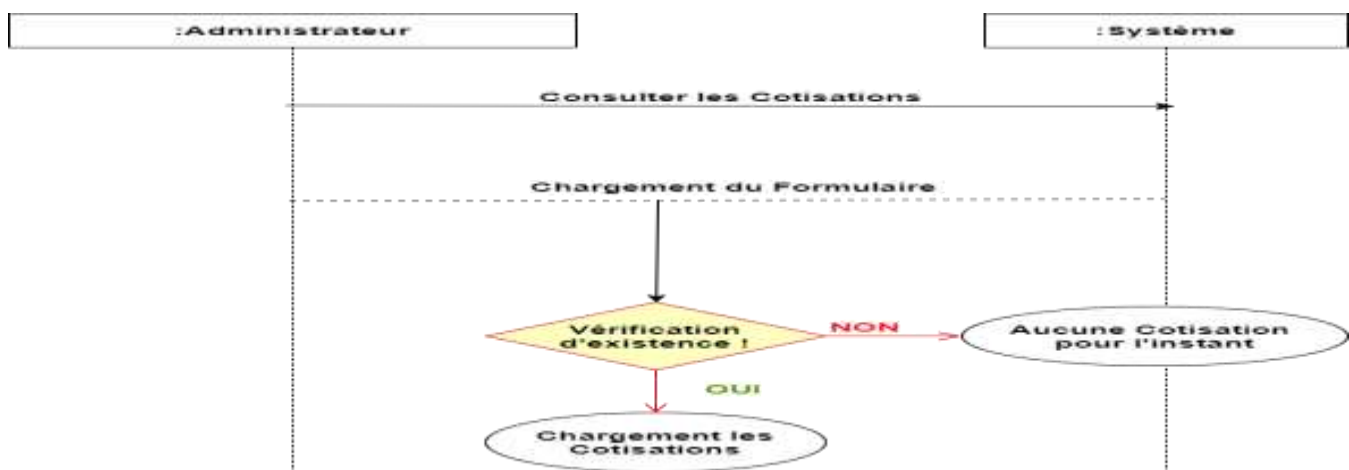 :Administrateur
:Système
Consulter les Cotisations
Chargement du Formulaire
Vérification
d'existence !
NON
Aucune Cotisation
pour l'instant
OUI
Chargement les
Cotisations